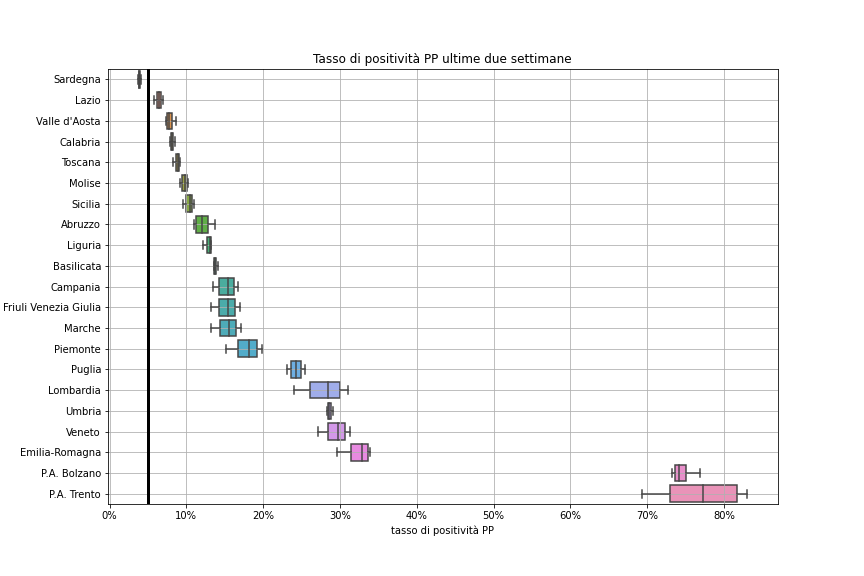 Tasso di positività PP ultime due settimane
Sardegna
Lazio
Valle d'Aosta
Calabria
Toscana
Molise
Sicilia
Abruzzo
Liguria
Basilicata
Campania
Friuli Venezia Giulia
Marche
Piemonte
Puglia
Lombardia
Umbria
Veneto
Emilia-Romagna
P.A. Bolzano
P.A. Trento
0% 10% 20% 30% 40% 50% 60% 70% 80%
tasso di positività PP